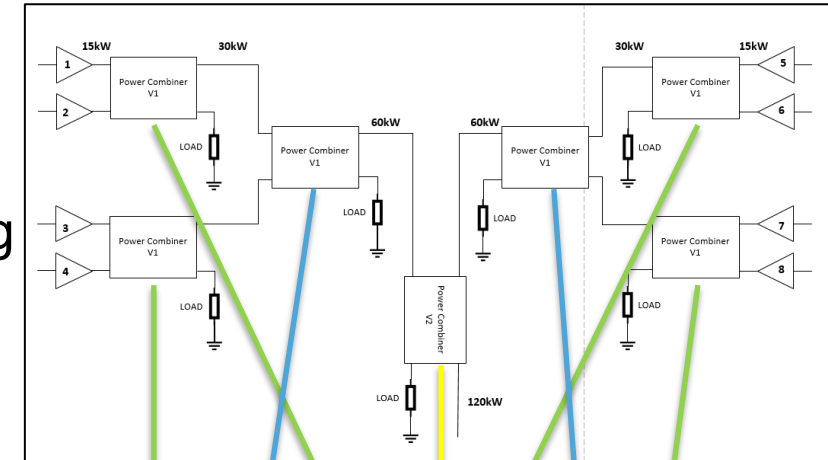 15kW
30kW
30kW
15kW
1
Power Combiner
V1
Power Combiner
V1
5
2
6
LOAD
LOAD
60kW
60kW
Power Combiner
V1
Power Combiner
V1
LOAD
LOAD
3
Power Combiner
V1
Power Combiner
V1
7
4
8
g
LOAD
LOAD
Power Combiner
V2
LOAD
120kW